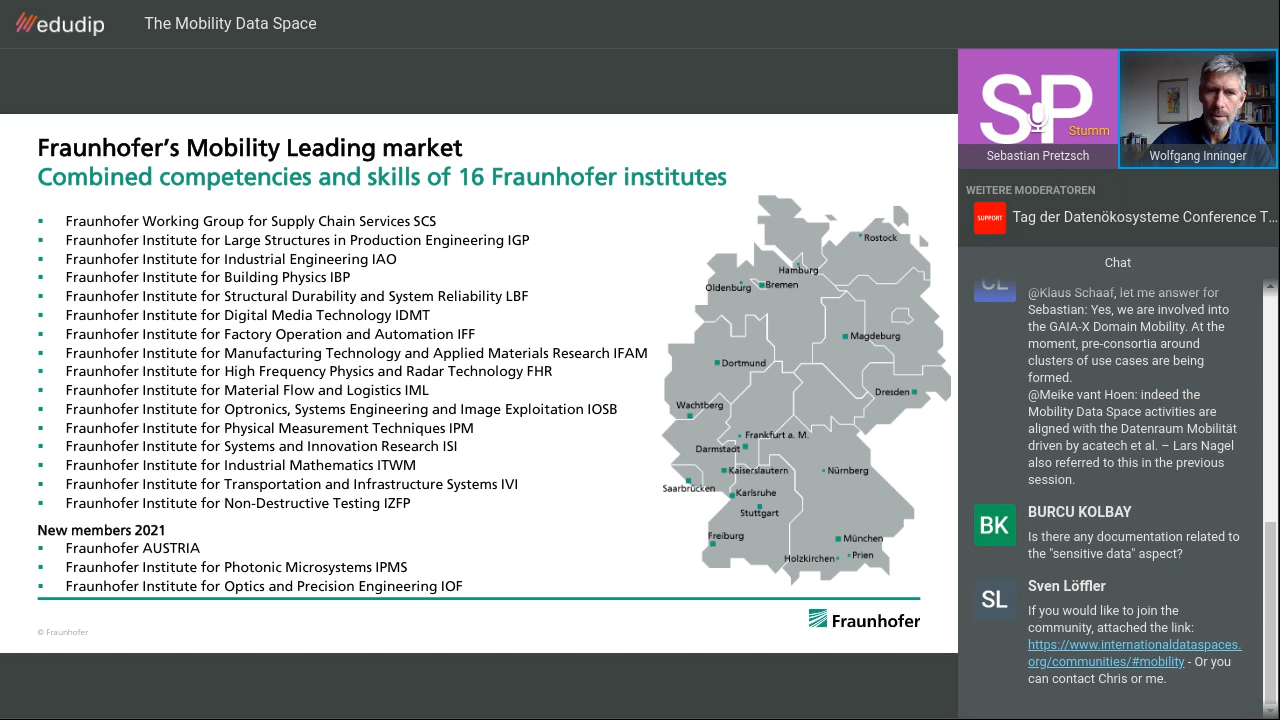 edudip
The Mobility Data Space
Fraunhofer's Mobility Leading market
Combined competencies and skills of 16 Fraunhofer institutes
Fraunhofer Working Group for Supply Chain Services SCS
Fraunhofer Institute for Large Structures in Production Engineering IGP
Fraunhofer Institute for Industrial Engineering IAO
Fraunhofer Institute for Building Physics IBP
Fraunhofer Institute for Structural Durability and System Reliability LBF
Fraunhofer Institute for Digital Media Technology IDMT
Fraunhofer Institute for Factory Operation and Automation IFF
Fraunhofer Institute for Manufacturing Technology and Applied Materials Research IFAM
Fraunhofer Institute for High Frequency Physics and Radar Technology FHR
Fraunhofer Institute for Material Flow and Logistics IML
Fraunhofer Institute for Optronics, Systems Engineering and Image Exploitation IOSB
Fraunhofer Institute for Physical Measurement Techniques IPM
Fraunhofer Institute for Systems and Innovation Research ISI
Fraunhofer Institute for Industrial Mathematics ITWM
Fraunhofer Institute for Transportation and Infrastructure Systems IVI
Fraunhofer Institute for Non-Destructive Testing IZFP
New members 2021
Fraunhofer AUSTRIA
Fraunhofer Institute for Photonic Microsystems IPMS
Fraunhofer Institute for Optics and Precision Engineering IOF
Rostock
Hamburg
Oldenburg
Bremen
Magdeburg
Dortmund
Dresden
Wachtberg
Frankfurt a. M.
Darmstadt
Kaiserslautern
Nürnberg
Saarbrücken
Karlsruhe
Stuttgart
Freiburg
München
Holzkirchen
Prien
© Fraunhofer
Fraunhofer
SP
Stumm
Sebastian Pretzsch
Wolfgang Inninger
WEITERE MODERATOREN
SUPPORT
Tag der Datenökosysteme Conference T...
Chat
CL
@Klaus Schaaf, let me answer for
Sebastian: Yes, we are involved into
the GAIA-X Domain Mobility. At the
moment, pre-consortia around
clusters of use cases are being
formed.
@Meike vant Hoen: indeed the
Mobility Data Space activities are
aligned with the Datenraum Mobilität
driven by acatech et al. – Lars Nagel
also referred to this in the previous
session.
BK
BURCU KOLBAY
Is there any documentation related to
the "sensitive data" aspect?
SL
Sven Löffler
If you would like to join the
community, attached the link:
https://www.internationaldataspaces.
org/communities/#mobility - Or you
can contact Chris or me.